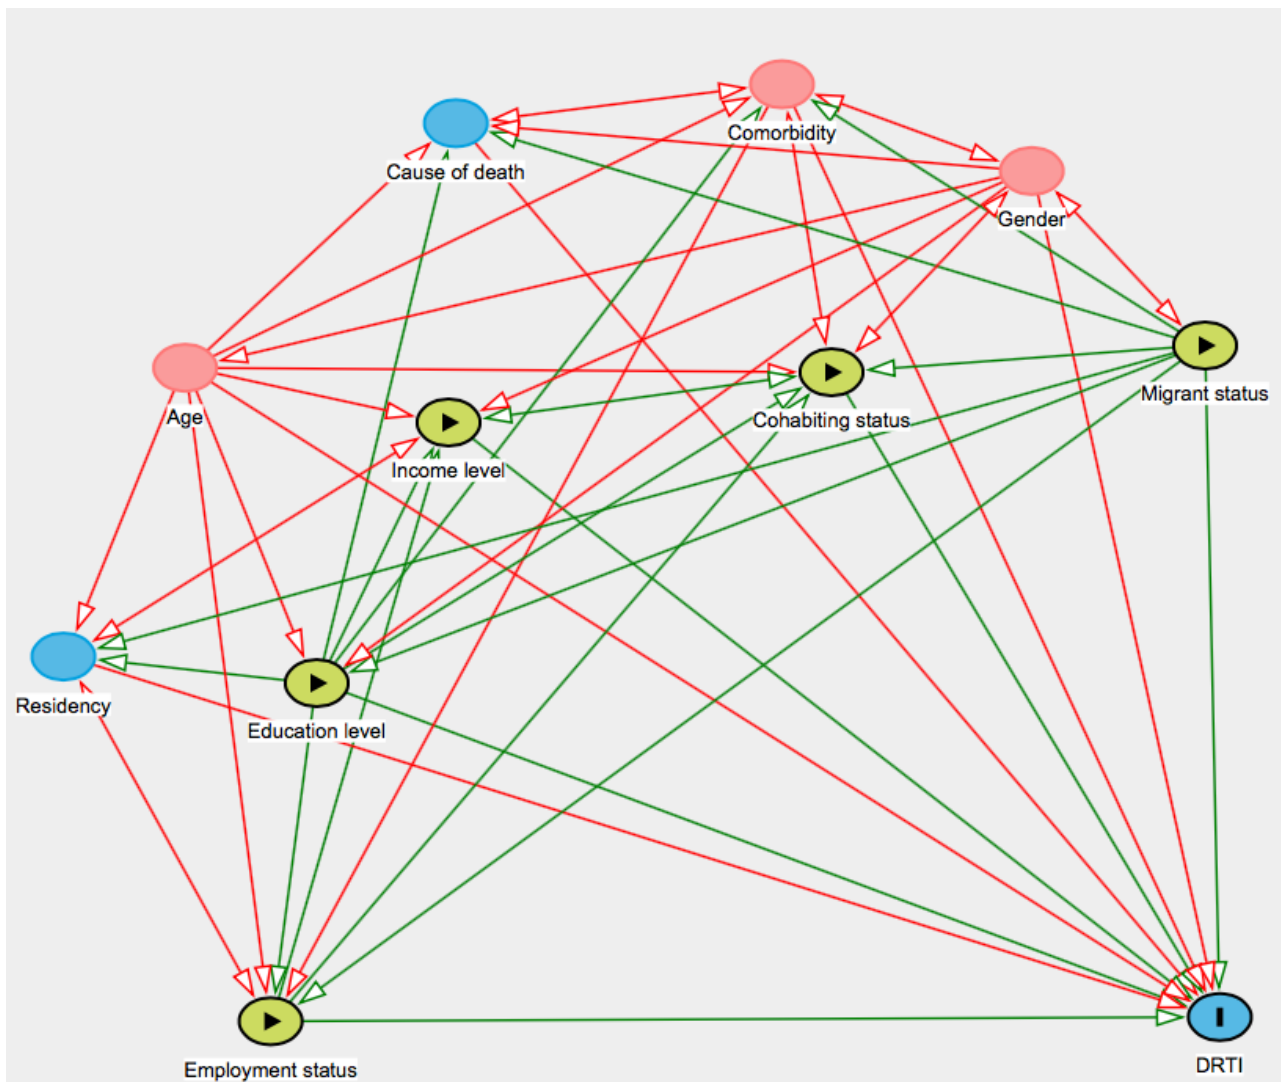 Comorbidity
Cause of death
Gender
Migrant status
Age
Cohabiting status
Income level
Residency
Education level
Employment status
DRTI